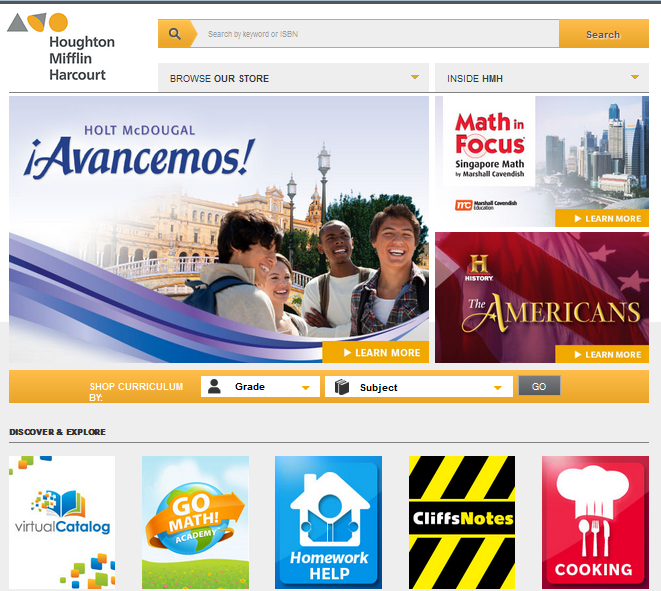 Houghton
Mifflin
Harcourt
Search by keyword or ISBN
Search
BROWSE OUR STORE
INSIDE HMH
HOLT McDOUGAL
¡Avancemos!
LEARN MORE
Math in
Focus
Singapore Math
by Marshall Cavendish
mc Marshall Cavendish
Education
LEARN MORE
H
HISTORY.
The AMERICANS
LEARN MORE
SHOP CURRICULUM
BY:
Grade
Subject
GO
DISCOVER & EXPLORE
virtualCatalog
GO
MATH!
ACADEMY
Homework
HELP
CliffsNotes
COOKING